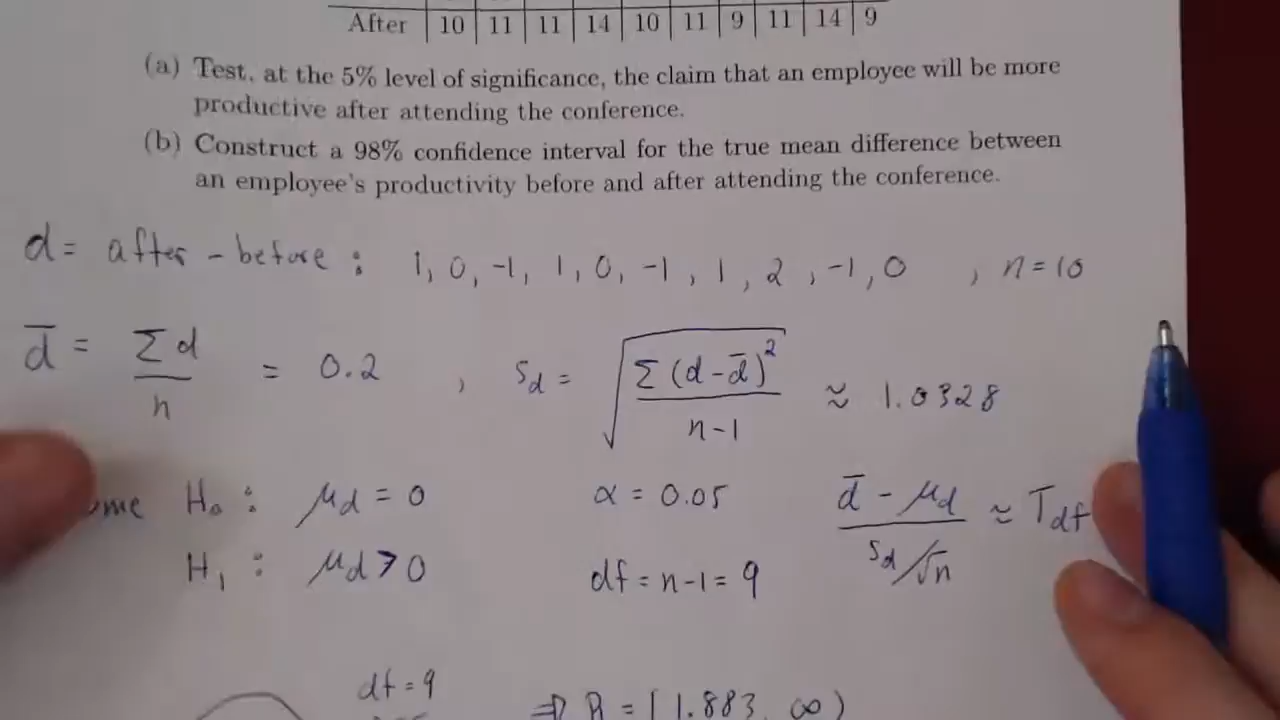 After 10 11 11 14 10 11 9 11 14 9
(a) Test, at the 5% level of significance, the claim that an employee will be more
productive after attending the conference.
(b) Construct a 98% confidence interval for the true mean difference between
an employee's productivity before and after attending the conference.
d = after - before : 1, 0, -1, 1, 0, -1, 1, 2, -1, 0 , n = 10
d̄ = Σd / n = 0.2 , s_d = √(Σ(d-d̄)² / n-1) ≈ 1.0328
H₀ : μd = 0 α = 0.05 d̄ - μd / s_d/√n ≈ T_df
H₁ : μd > 0 df = n-1 = 9
df = 9
⇒ R = [1.883, ∞)